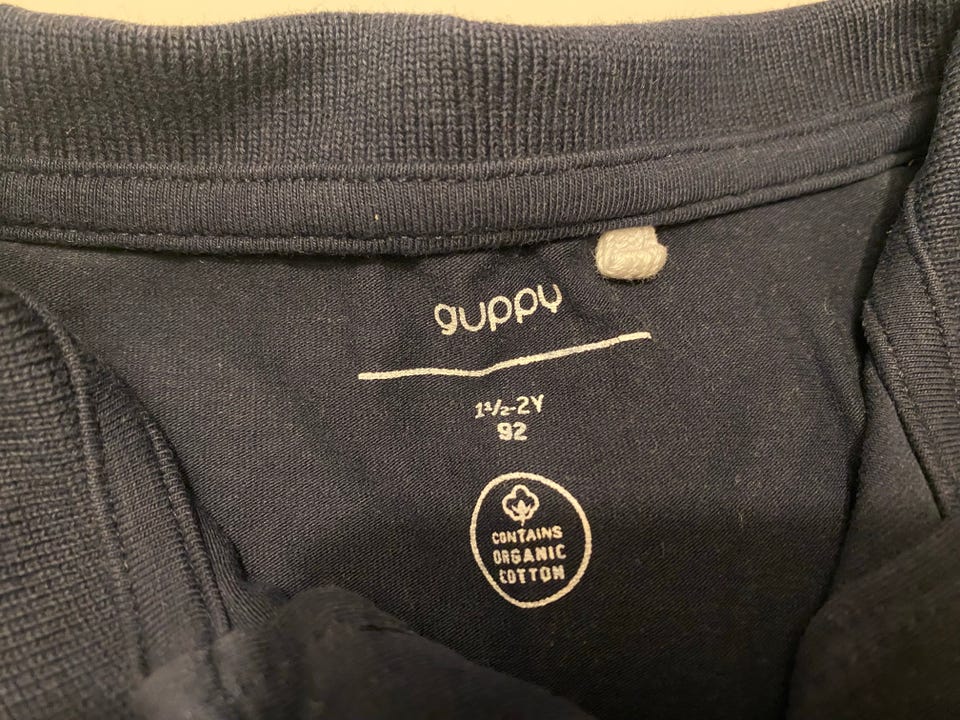 guppy
1½-2Y
92
CONTAINS
ORGANIC
COTTON